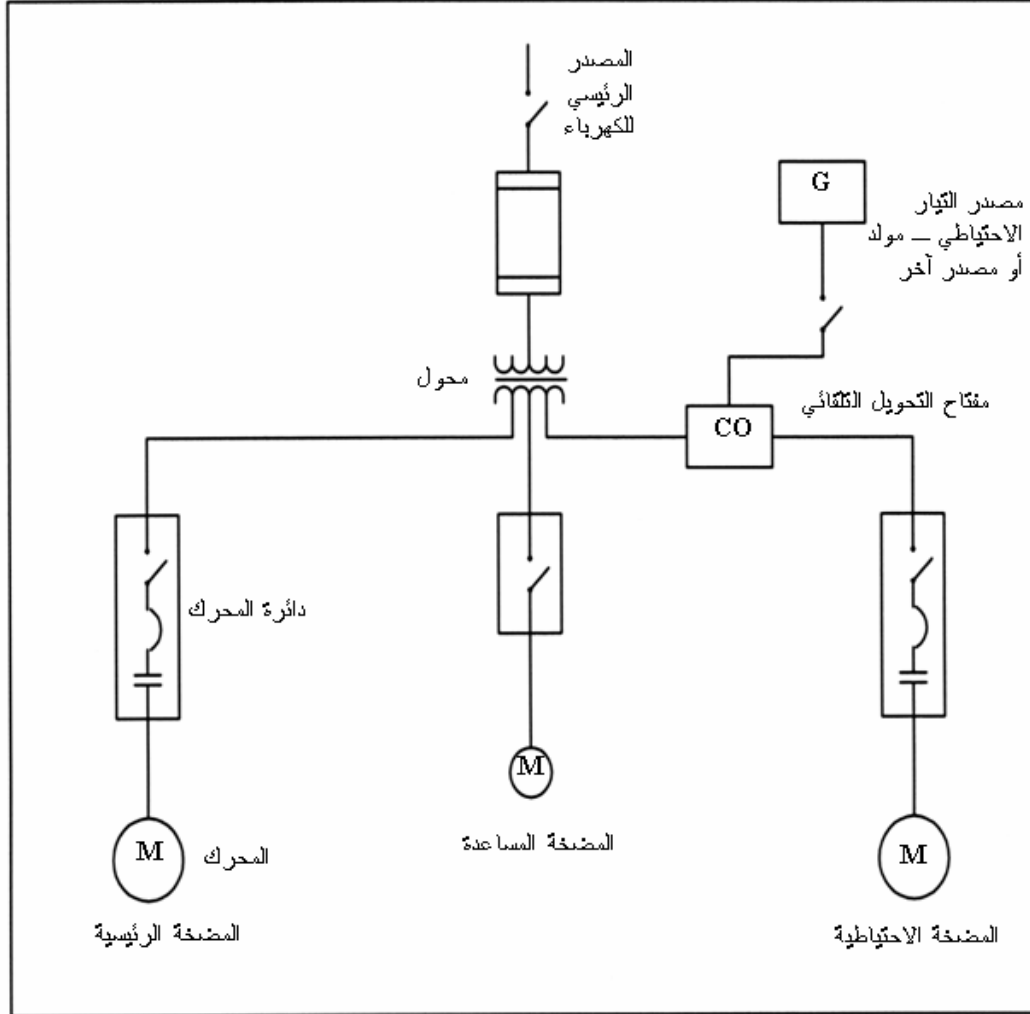 المصدر
الرئيسي
للكهرباء
G
مصدر التيار
الاحتياطي – مولد
أو مصدر آخر
محول
مفتاح التحويل التلقائي
CO
دائرة المحرك
M
المضخة المساعدة
M
المحرك
M
المضخة الرئيسية
المضخة الاحتياطية